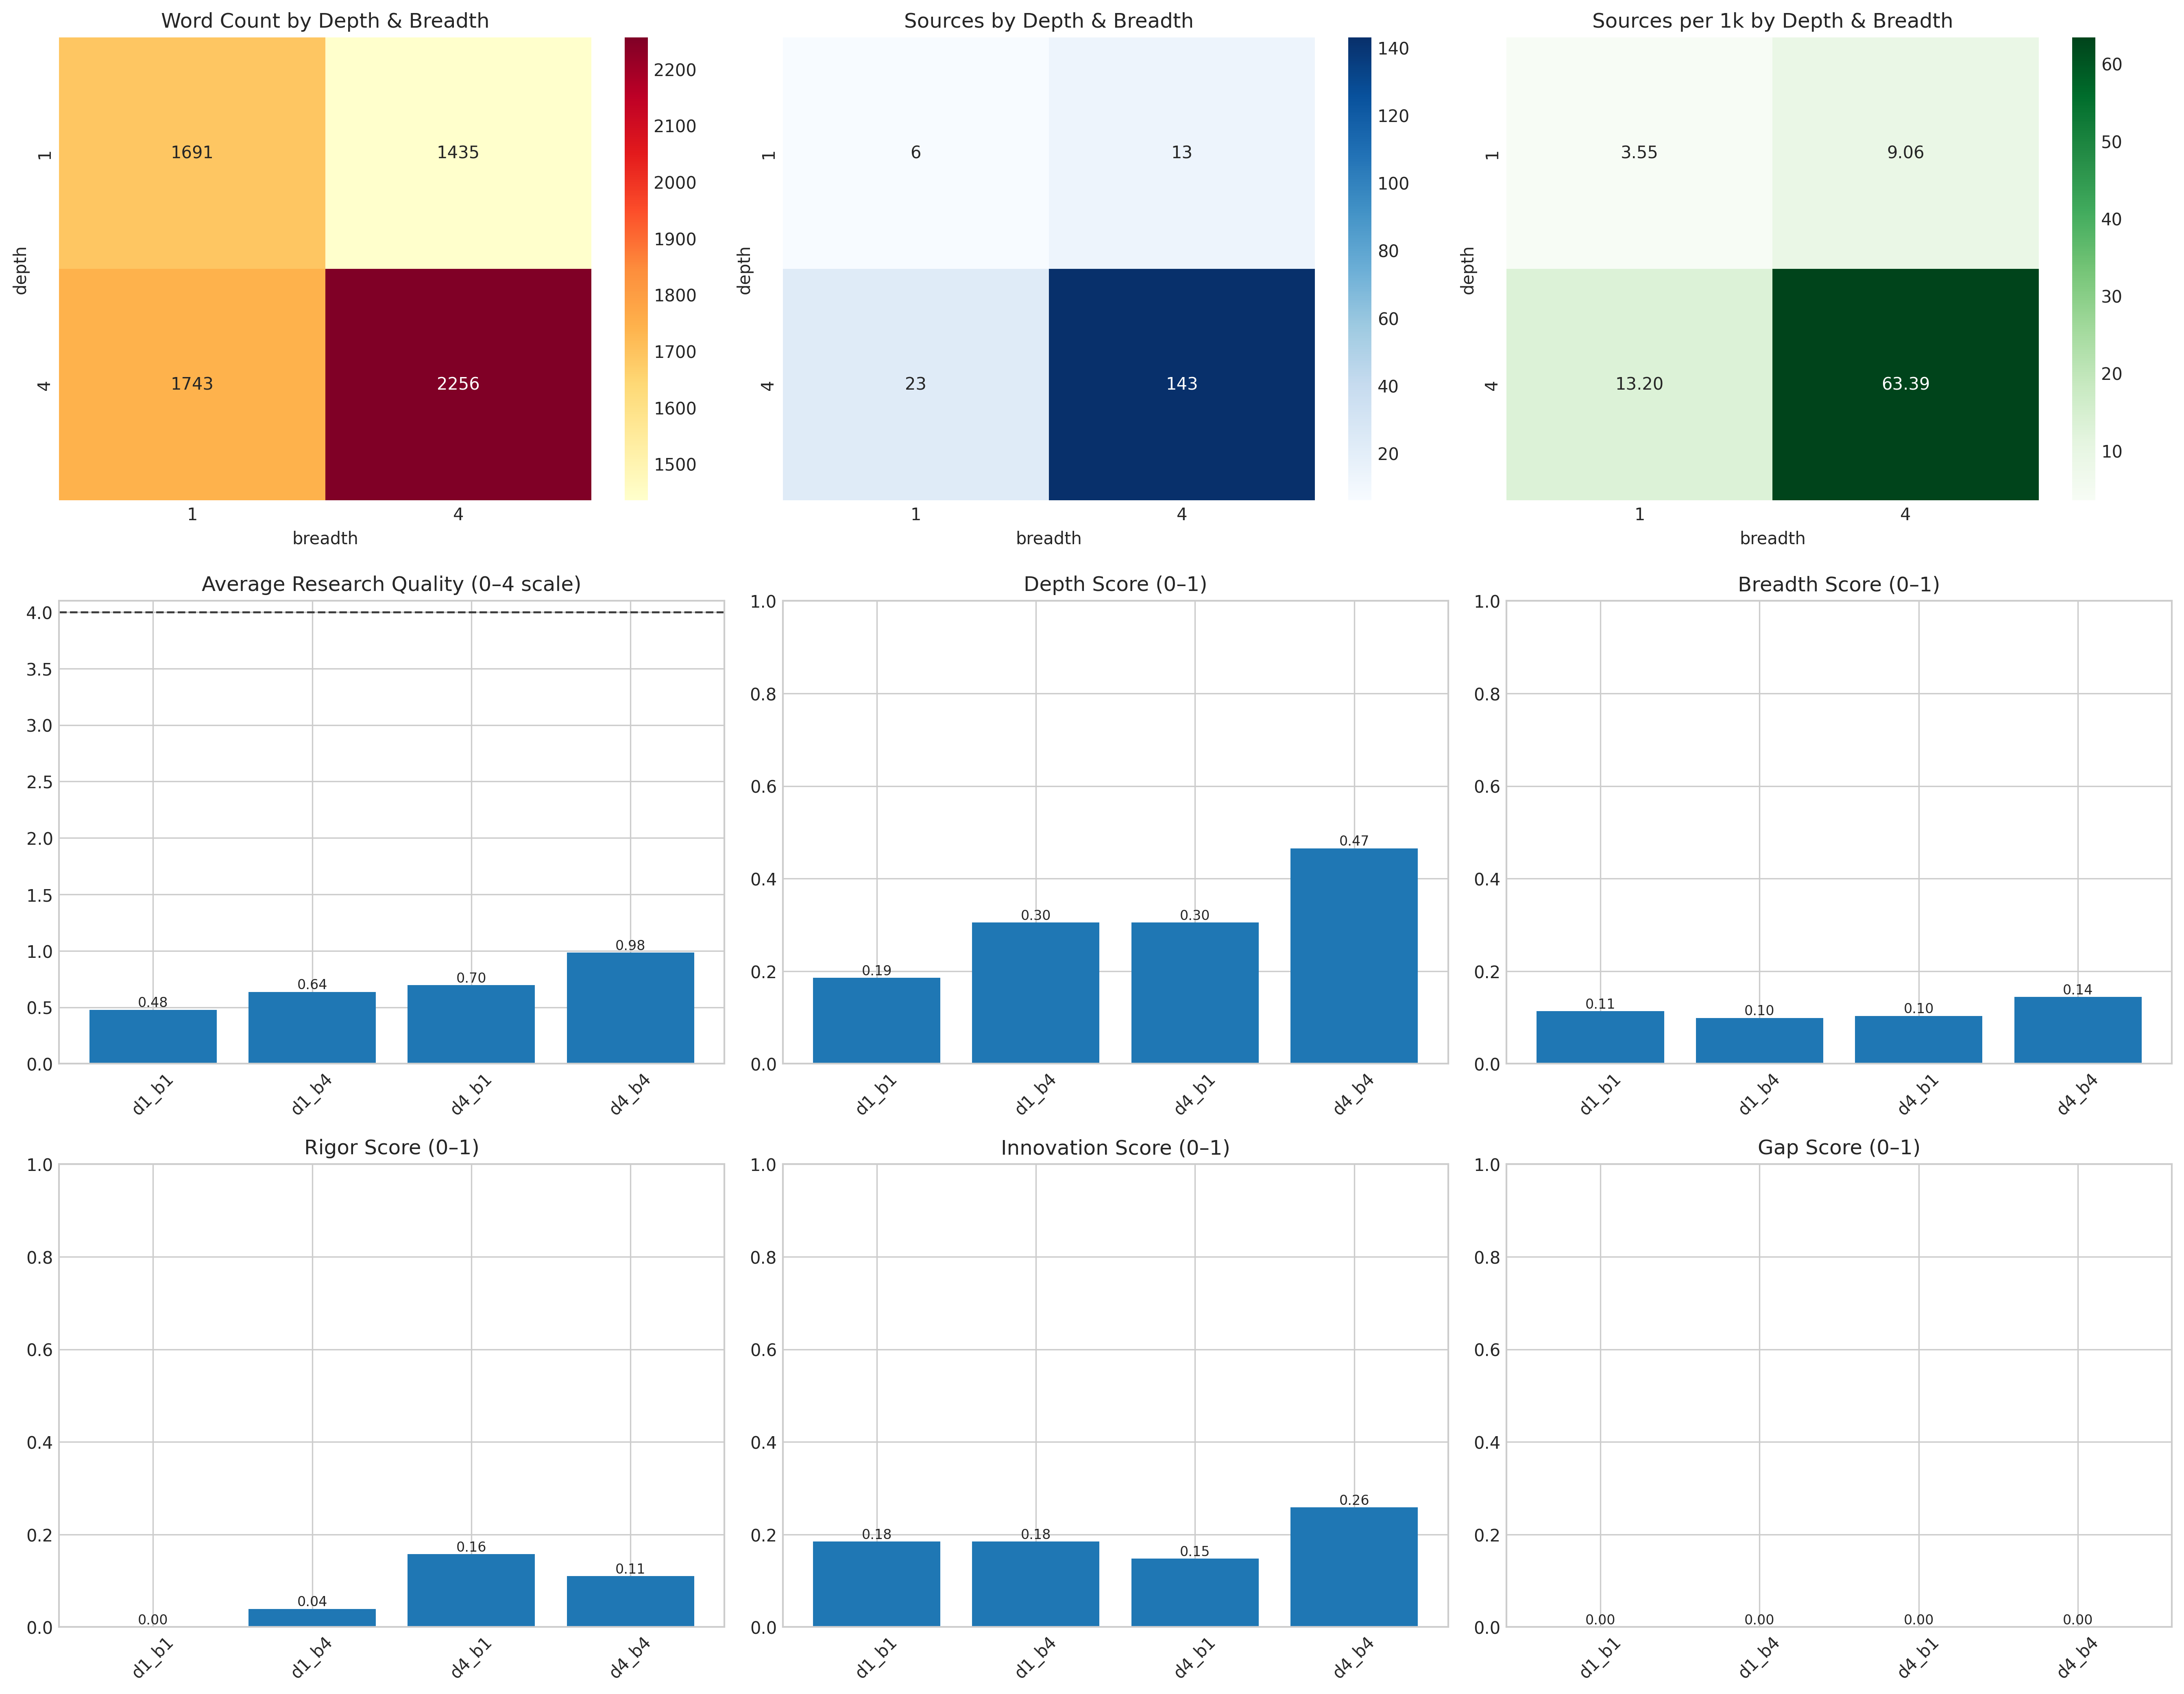 Word Count by Depth & Breadth
1691 1435
1743 2256
1
4
depth
1 4
breadth
2200
2100
2000
1900
1800
1700
1600
1500
Sources by Depth & Breadth
6 13
23 143
1
4
depth
1 4
breadth
140
120
100
80
60
40
20
Sources per 1k by Depth & Breadth
3.55 9.06
13.20 63.39
1
4
depth
1 4
breadth
60
50
40
30
20
10
Average Research Quality (0–4 scale)
4.0
3.5
3.0
2.5
2.0
1.5
1.0
0.5
0.0
0.48 0.64 0.70 0.98
d1_b1 d1_b4 d4_b1 d4_b4
Depth Score (0–1)
1.0
0.8
0.6
0.4
0.2
0.0
0.19 0.30 0.30 0.47
d1_b1 d1_b4 d4_b1 d4_b4
Breadth Score (0–1)
1.0
0.8
0.6
0.4
0.2
0.0
0.11 0.10 0.10 0.14
d1_b1 d1_b4 d4_b1 d4_b4
Rigor Score (0–1)
1.0
0.8
0.6
0.4
0.2
0.0
0.00 0.04 0.16 0.11
d1_b1 d1_b4 d4_b1 d4_b4
Innovation Score (0–1)
1.0
0.8
0.6
0.4
0.2
0.0
0.18 0.18 0.15 0.26
d1_b1 d1_b4 d4_b1 d4_b4
Gap Score (0–1)
1.0
0.8
0.6
0.4
0.2
0.0
0.00 0.00 0.00 0.00
d1_b1 d1_b4 d4_b1 d4_b4